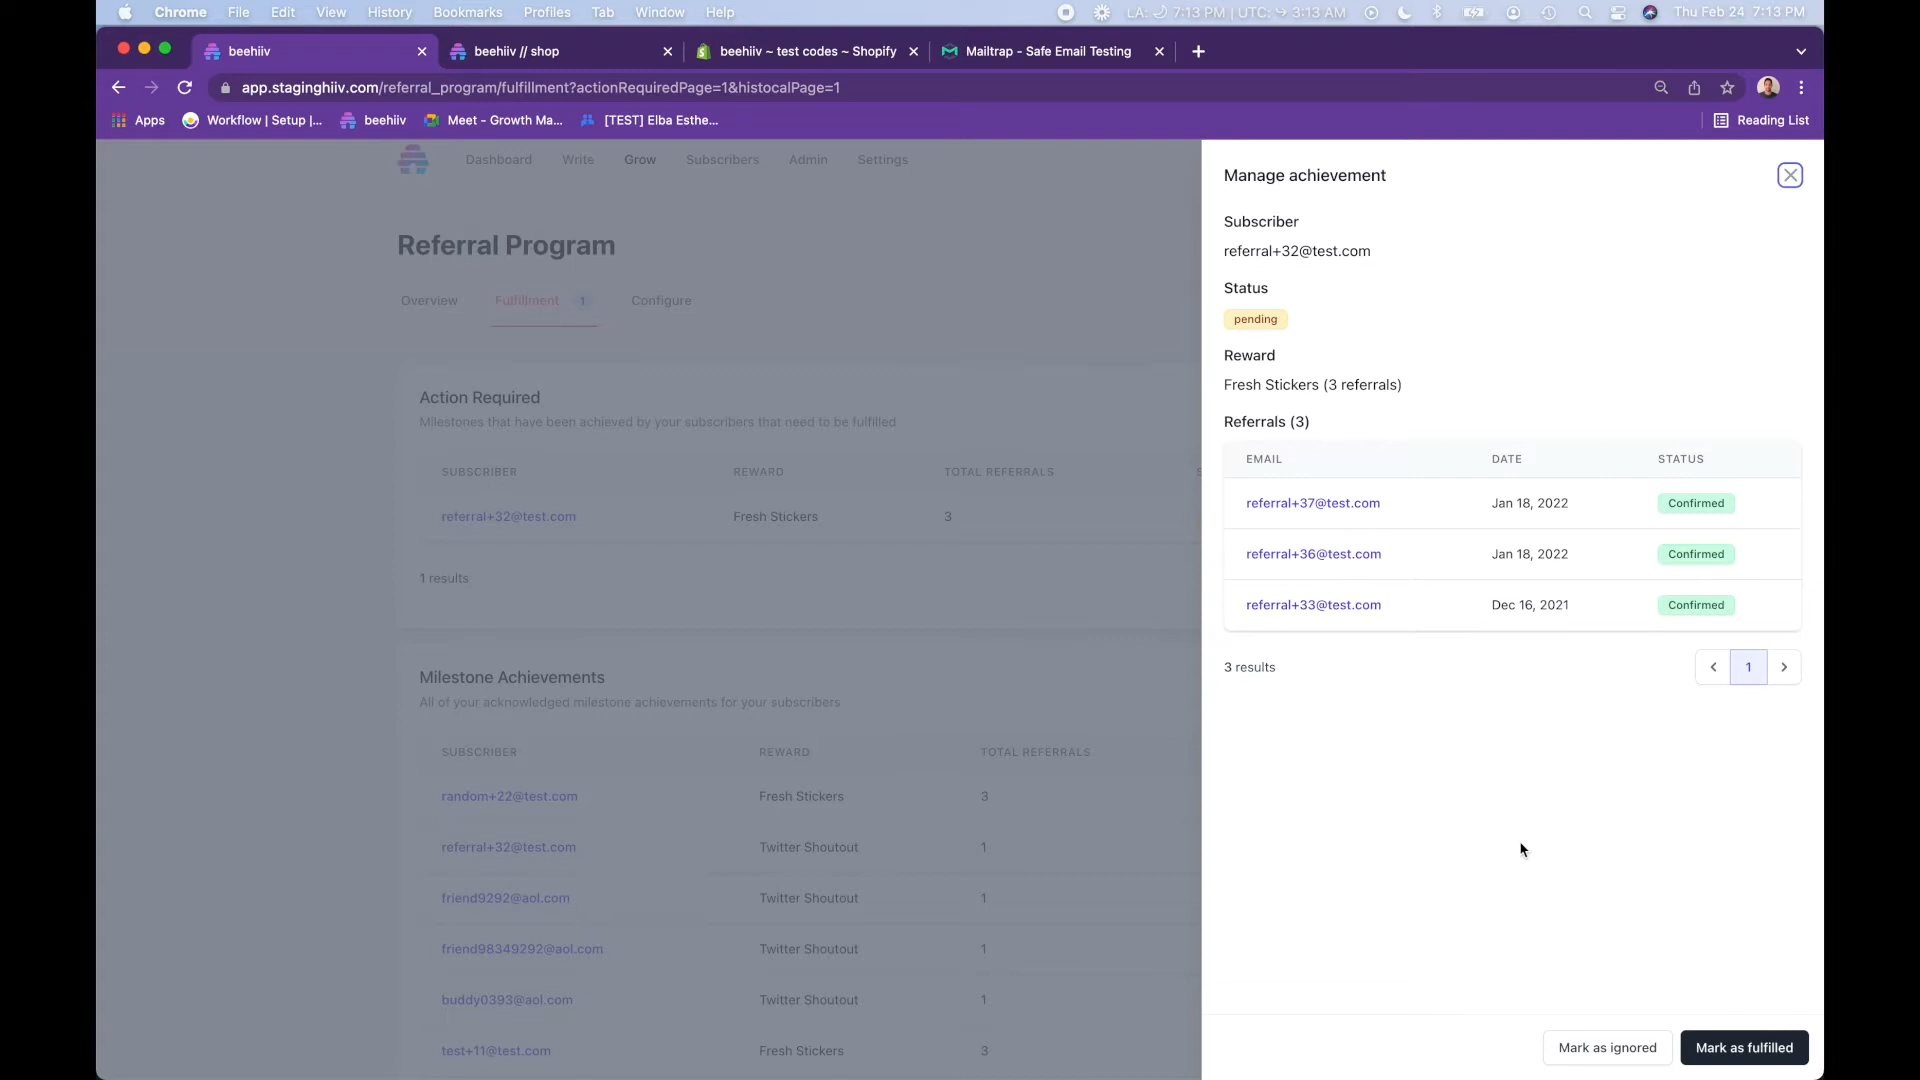 Chrome File Edit View History Bookmarks Profiles Tab Window Help LA: 7:13 PM | UTC: 3:13 AM Thu Feb 24 7:13 PM
beehiiv beehiiv // shop beehiiv ~ test codes ~ Shopify Mailtrap - Safe Email Testing
app.staginghiiv.com/referral_program/fulfillment?actionRequiredPage=1&histocalPage=1
Apps Workflow | Setup |... beehiiv Meet - Growth Ma... [TEST] Elba Esthe... Reading List
Dashboard Write Grow Subscribers Admin Settings
Referral Program
Overview Fulfillment 1 Configure
Action Required
Milestones that have been achieved by your subscribers that need to be fulfilled
SUBSCRIBER REWARD TOTAL REFERRALS
referral+32@test.com Fresh Stickers 3
1 results
Milestone Achievements
All of your acknowledged milestone achievements for your subscribers
SUBSCRIBER REWARD TOTAL REFERRALS
random+22@test.com Fresh Stickers 3
referral+32@test.com Twitter Shoutout 1
friend9292@aol.com Twitter Shoutout 1
friend98349292@aol.com Twitter Shoutout 1
buddy0393@aol.com Twitter Shoutout 1
test+11@test.com Fresh Stickers 3
Manage achievement
Subscriber
referral+32@test.com
Status
pending
Reward
Fresh Stickers (3 referrals)
Referrals (3)
EMAIL DATE STATUS
referral+37@test.com Jan 18, 2022 Confirmed
referral+36@test.com Jan 18, 2022 Confirmed
referral+33@test.com Dec 16, 2021 Confirmed
3 results 1
Mark as ignored Mark as fulfilled